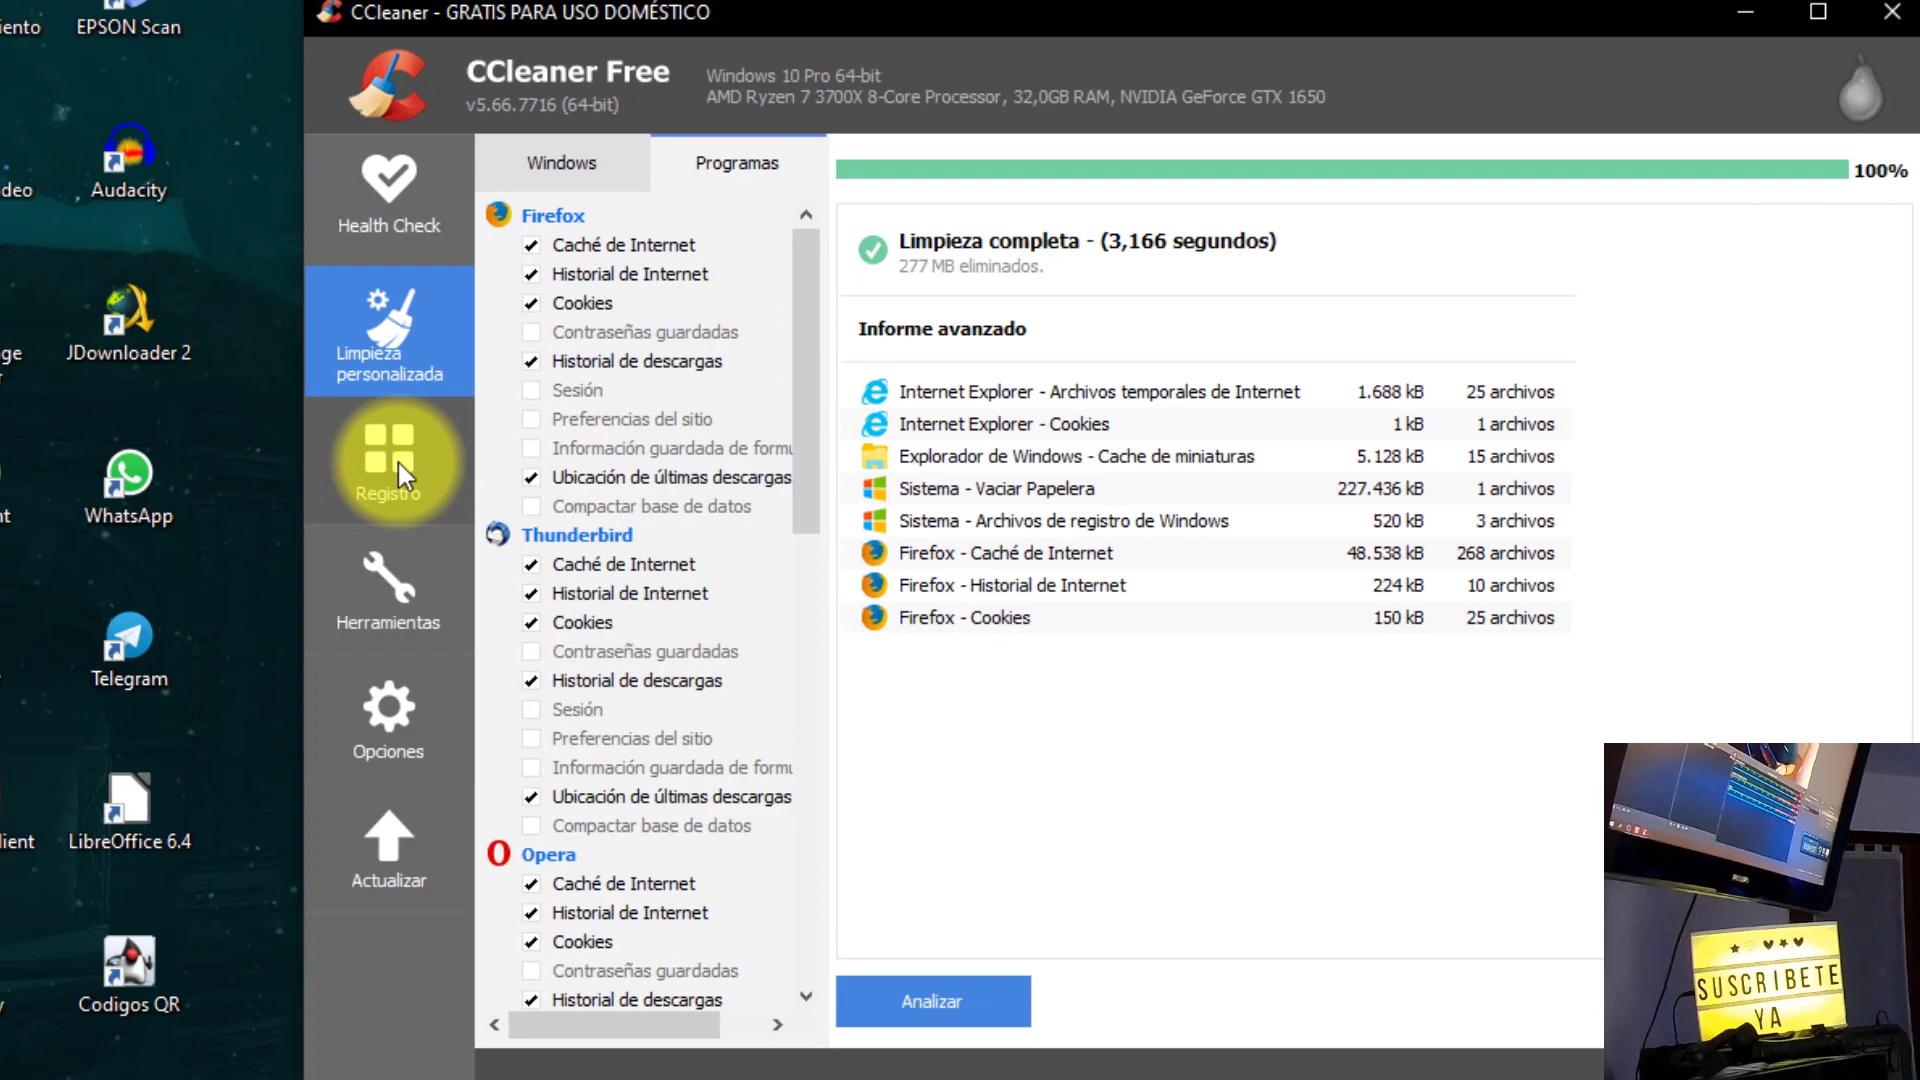 iento
EPSON Scan
deo
Audacity
ge
JDownloader 2
r
nt
WhatsApp
Telegram
lient
LibreOffice 6.4
y
Codigos QR
CCleaner - GRATIS PARA USO DOMÉSTICO
CCleaner Free
v5.66.7716 (64-bit)
Windows 10 Pro 64-bit
AMD Ryzen 7 3700X 8-Core Processor, 32,0GB RAM, NVIDIA GeForce GTX 1650
Health Check
Limpieza
personalizada
Registro
Herramientas
Opciones
Actualizar
Windows
Programas
Firefox
Caché de Internet
Historial de Internet
Cookies
Contraseñas guardadas
Historial de descargas
Sesión
Preferencias del sitio
Información guardada de formu
Ubicación de últimas descargas
Compactar base de datos
Thunderbird
Caché de Internet
Historial de Internet
Cookies
Contraseñas guardadas
Historial de descargas
Sesión
Preferencias del sitio
Información guardada de formu
Ubicación de últimas descargas
Compactar base de datos
Opera
Caché de Internet
Historial de Internet
Cookies
Contraseñas guardadas
Historial de descargas
100%
Limpieza completa - (3,166 segundos)
277 MB eliminados.
Informe avanzado
Internet Explorer - Archivos temporales de Internet 1.688 kB 25 archivos
Internet Explorer - Cookies 1 kB 1 archivos
Explorador de Windows - Cache de miniaturas 5.128 kB 15 archivos
Sistema - Vaciar Papelera 227.436 kB 1 archivos
Sistema - Archivos de registro de Windows 520 kB 3 archivos
Firefox - Caché de Internet 48.538 kB 268 archivos
Firefox - Historial de Internet 224 kB 10 archivos
Firefox - Cookies 150 kB 25 archivos
Analizar
SUSCRIBETE
YA